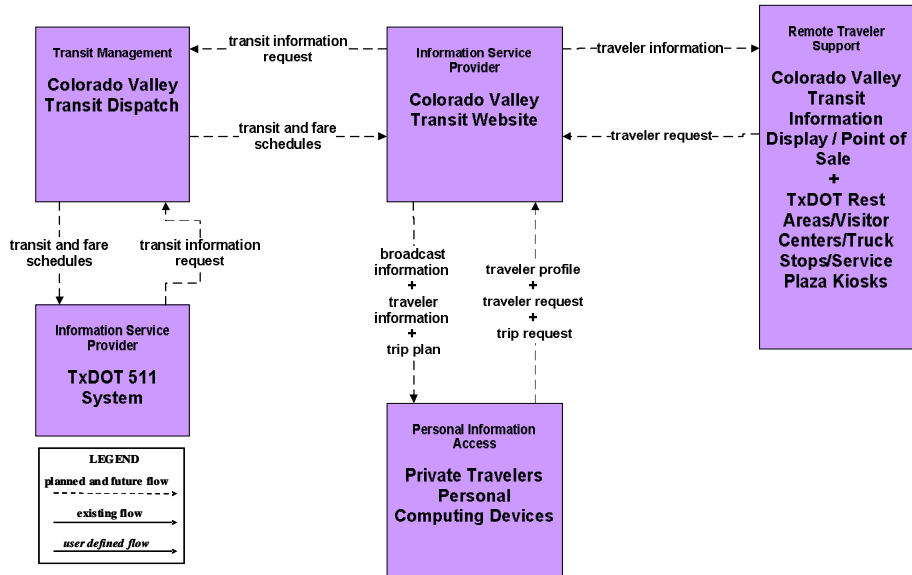 Transit Management
Colorado Valley
Transit Dispatch
transit information
request
Information Service
Provider
Colorado Valley
Transit Website
traveler information
Remote Traveler
Support
Colorado Valley
Transit
Information
Display / Point of
Sale
+
TxDOT Rest
Areas/Visitor
Centers/Truck
Stops/Service
Plaza Kiosks
transit and fare
schedules
traveler request
transit and fare
schedules
transit information
request
broadcast
information
+
traveler
information
+
trip plan
traveler profile
+
traveler request
+
trip request
Information Service
Provider
TxDOT 511
System
Personal Information
Access
Private Travelers
Personal
Computing Devices
LEGEND
planned and future flow
existing flow
user defined flow